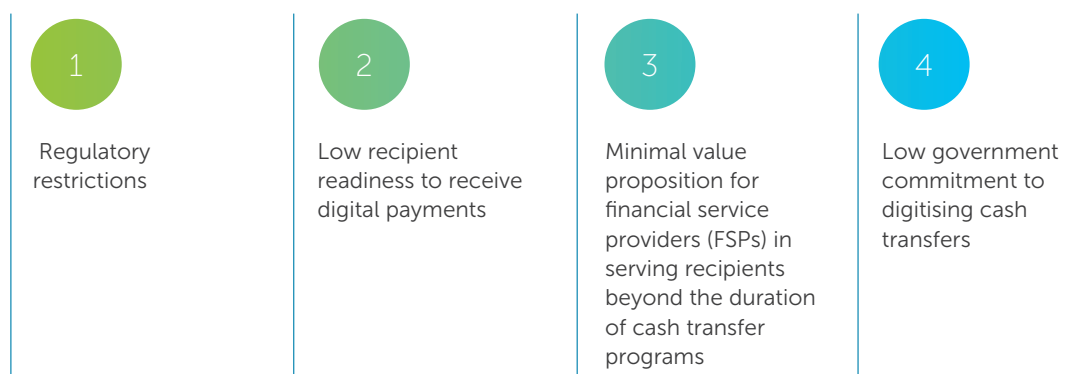 1
Regulatory
restrictions
2
Low recipient
readiness to receive
digital payments
3
Minimal value
proposition for
financial service
providers (FSPs) in
serving recipients
beyond the duration
of cash transfer
programs
4
Low government
commitment to
digitising cash
transfers